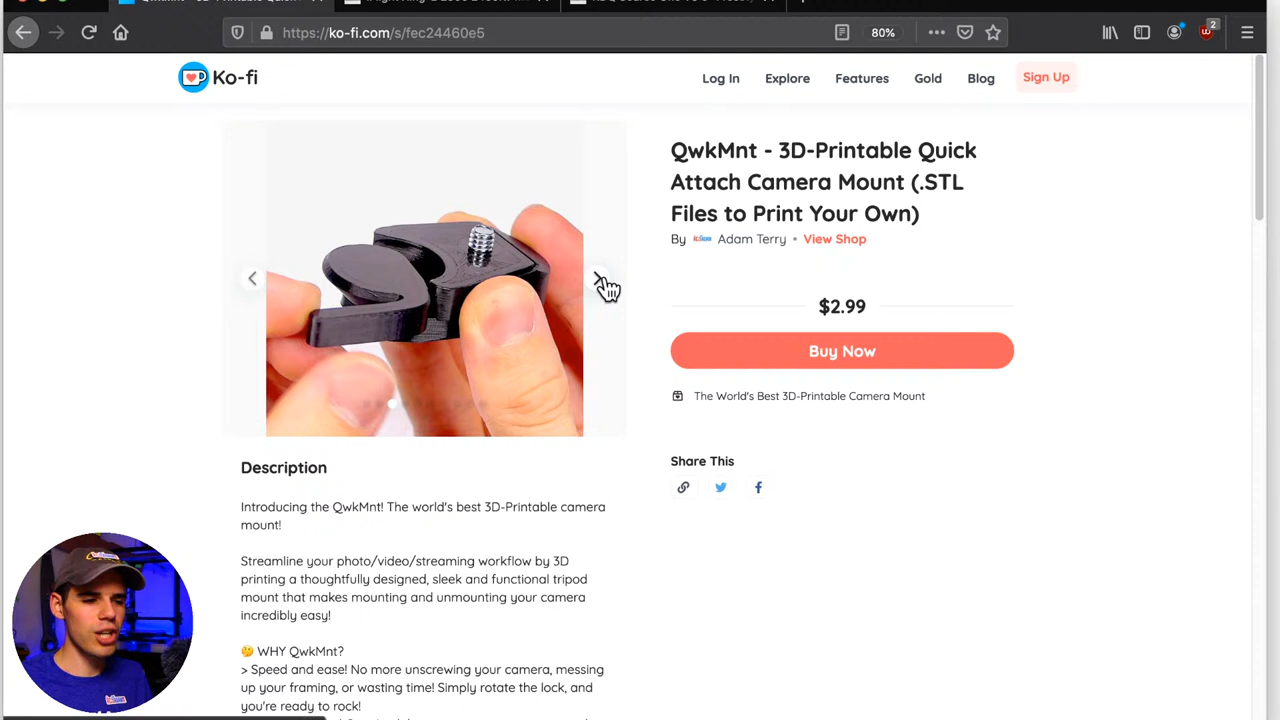 https://ko-fi.com/s/fec24460e5
80%
2
Ko-fi
Log In
Explore
Features
Gold
Blog
Sign Up
QwkMnt - 3D-Printable Quick
Attach Camera Mount (.STL
Files to Print Your Own)
By Adam Terry • View Shop
$2.99
Buy Now
The World's Best 3D-Printable Camera Mount
Share This
Description
Introducing the QwkMnt! The world's best 3D-Printable camera
mount!
Streamline your photo/video/streaming workflow by 3D
printing a thoughtfully designed, sleek and functional tripod
mount that makes mounting and unmounting your camera
incredibly easy!
🤔 WHY QwkMnt?
> Speed and ease! No more unscrewing your camera, messing
up your framing, or wasting time! Simply rotate the lock, and
you're ready to rock!